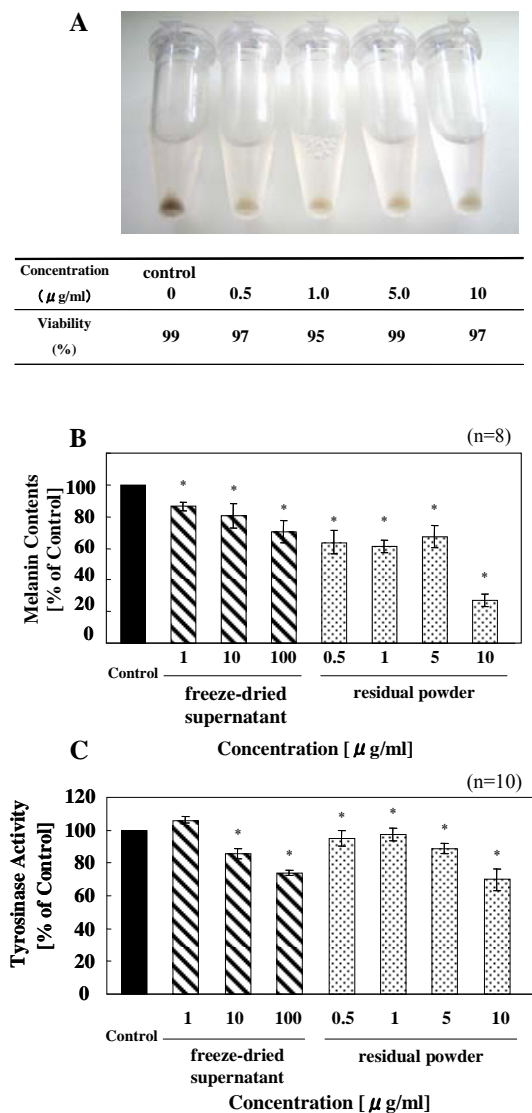 A
Concentration control
(μg/ml) 0 0.5 1.0 5.0 10
Viability 99 97 95 99 97
(%)
B (n=8)
Melanin Contents
[% of Control]
100
80
60
40
20
0
* * * * * * *
Control 1 10 100 0.5 1 5 10
freeze-dried
supernatant
residual powder
Concentration [μg/ml]
C (n=10)
Tyrosinase Activity
[% of Control]
120
100
80
60
40
20
0
* * * * * *
Control 1 10 100 0.5 1 5 10
freeze-dried
supernatant
residual powder
Concentration [μg/ml]